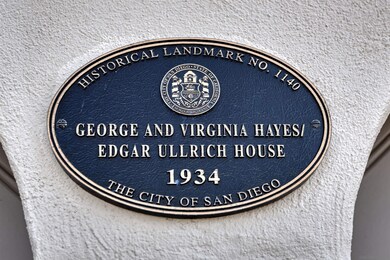 HISTORICAL LANDMARK NO. 1140
GEORGE AND VIRGINIA HAYES/
EDGAR ULLRICH HOUSE
1934
THE CITY OF SAN DIEGO